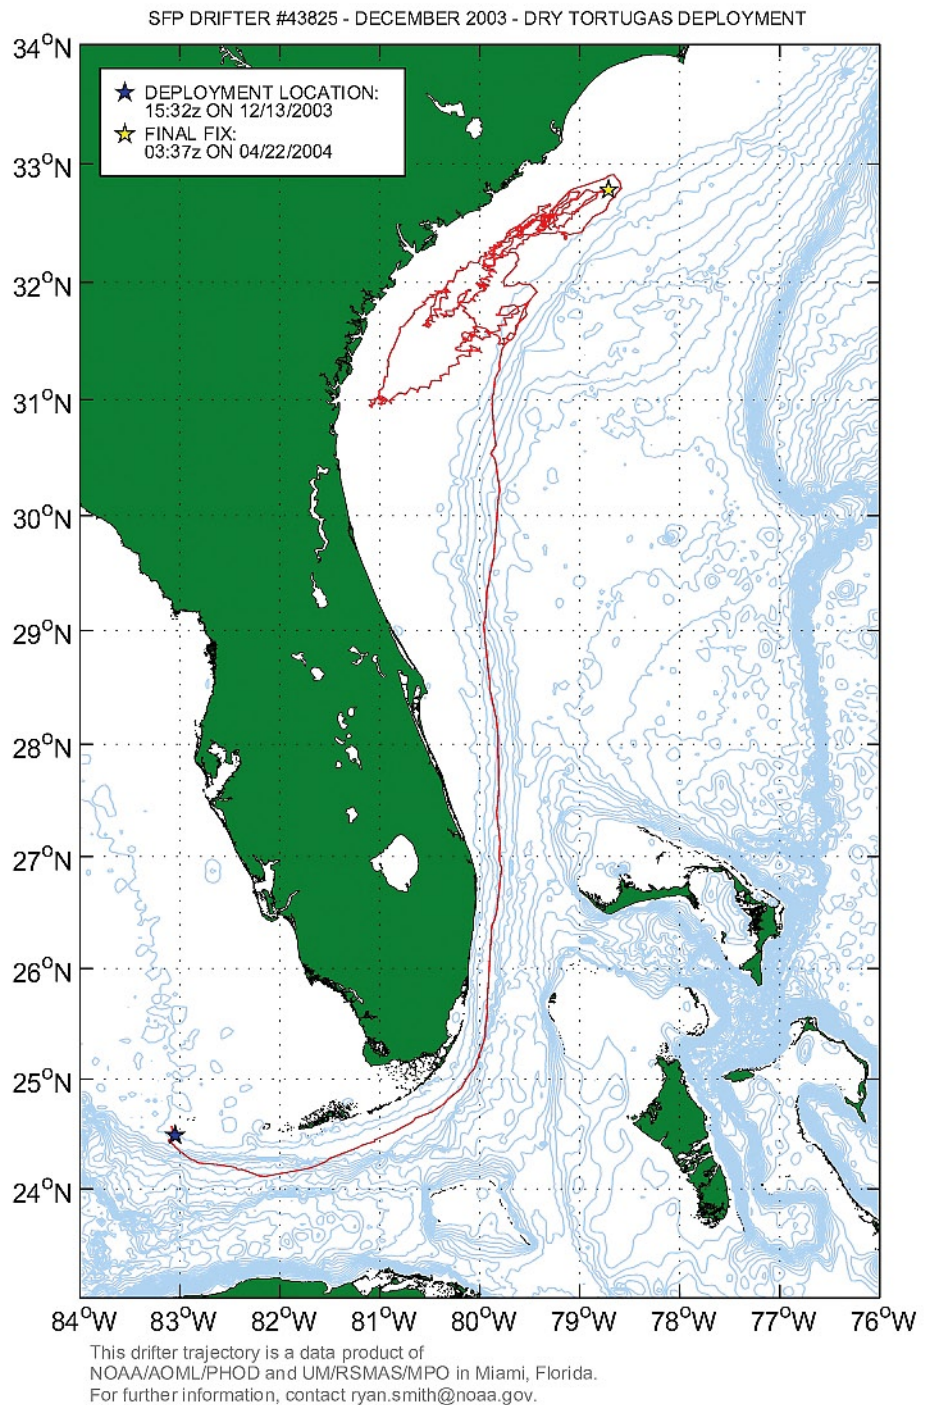 SFP DRIFTER #43825 - DECEMBER 2003 - DRY TORTUGAS DEPLOYMENT
34°N
DEPLOYMENT LOCATION:
15:32z ON 12/13/2003
FINAL FIX:
03:37z ON 04/22/2004
33°N
32°N
31°N
30°N
29°N
28°N
27°N
26°N
25°N
24°N
84°W 83°W 82°W 81°W 80°W 79°W 78°W 77°W 76°W
This drifter trajectory is a data product of
NOAA/AOML/PHOD and UM/RSMAS/MPO in Miami, Florida.
For further information, contact ryan.smith@noaa.gov.